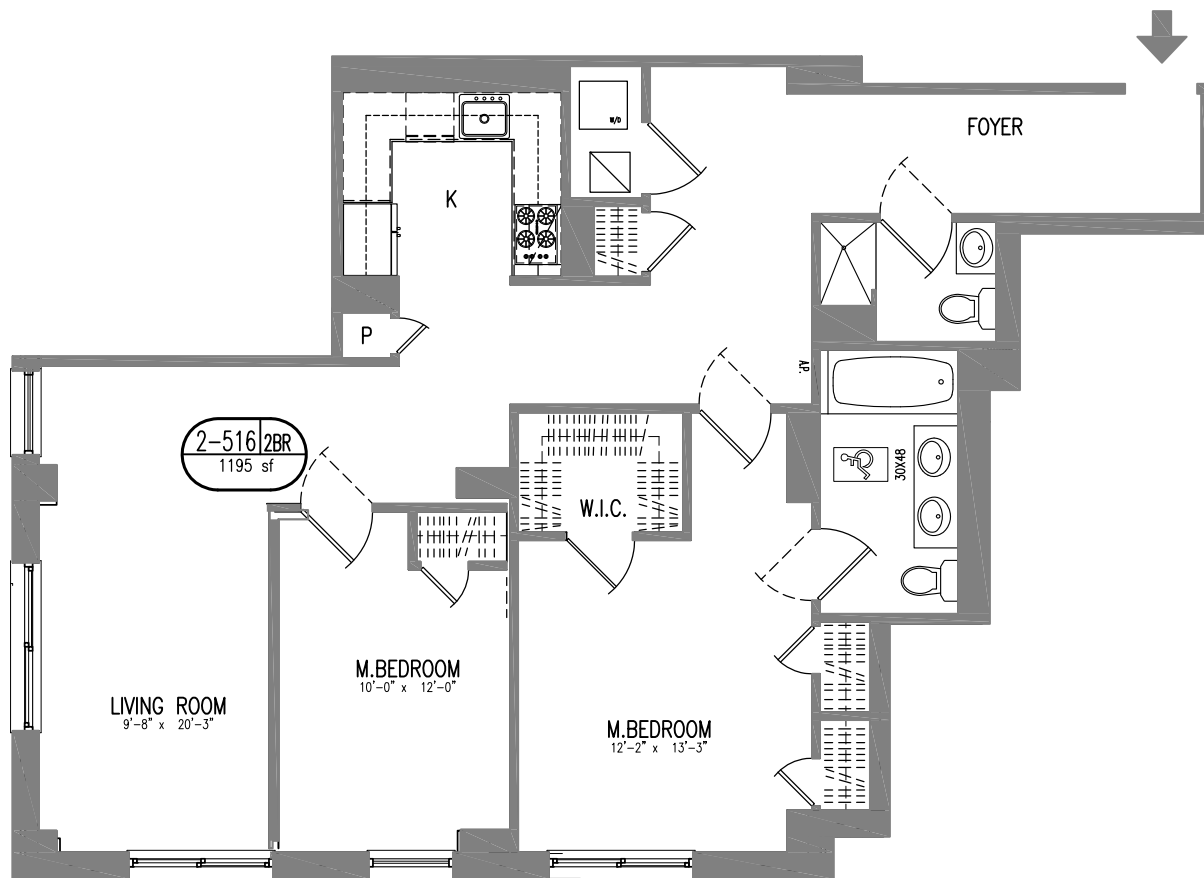 FOYER
W/D
K
P
A.P.
2-516 2BR
1195 sf
30X48
W.I.C.
M.BEDROOM
10'-0" x 12'-0"
LIVING ROOM
9'-8" x 20'-3"
M.BEDROOM
12'-2" x 13'-3"